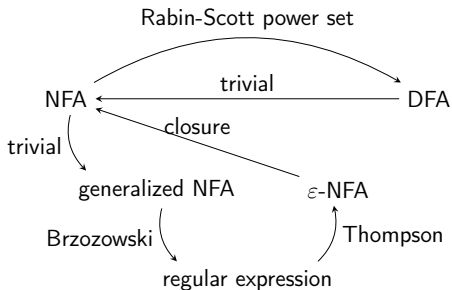 Rabin-Scott power set
trivial
NFA
DFA
closure
trivial
generalized NFA
ε-NFA
Brzozowski
Thompson
regular expression